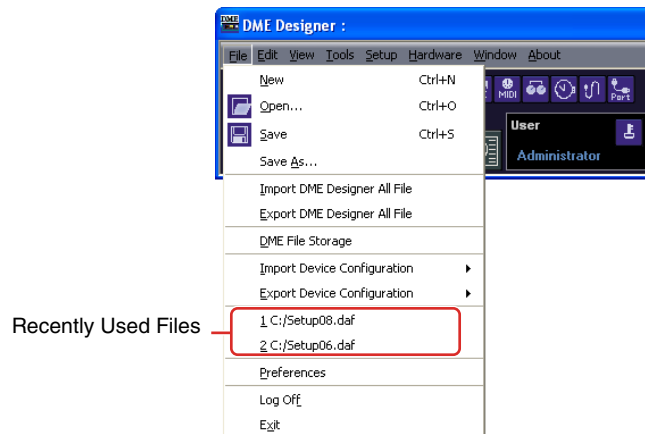 DME Designer :
File Edit View Tools Setup Hardware Window About
New Ctrl+N
Open... Ctrl+O
Save Ctrl+S
Save As...
MIDI Port
User
Administrator
Import DME Designer All File
Export DME Designer All File
DME File Storage
Import Device Configuration
Export Device Configuration
Recently Used Files
1 C:/Setup08.daf
2 C:/Setup06.daf
Preferences
Log Off
Exit